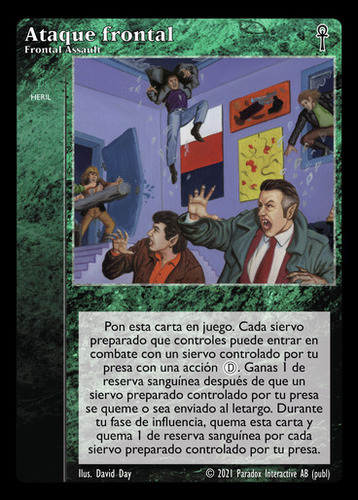 Ataque frontal
Frontal Assault
HERIL
Pon esta carta en juego. Cada siervo
preparado que controles puede entrar en
combate con un siervo controlado por tu
presa con una acción Ⓓ. Ganas 1 de
reserva sanguínea después de que un
siervo preparado controlado por tu presa
se queme o sea enviado al letargo. Durante
tu fase de influencia, quema esta carta y
quema 1 de reserva sanguínea por cada
siervo preparado controlado por tu presa.
Ilus. David Day
© 2021 Paradox Interactive AB (publ)